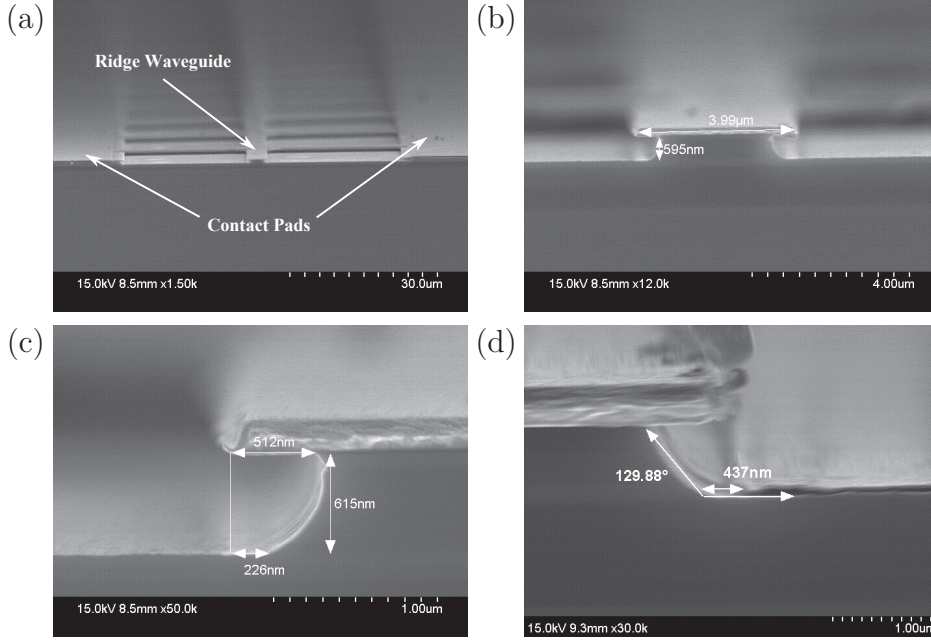 (a)
Ridge Waveguide
Contact Pads
15.0kV 8.5mm x1.50k 30.0um
(b)
3.99μm
595nm
15.0kV 8.5mm x12.0k 4.00um
(c)
512nm
615nm
226nm
15.0kV 8.5mm x50.0k 1.00um
(d)
129.88°
437nm
15.0kV 9.3mm x30.0k 1.00um